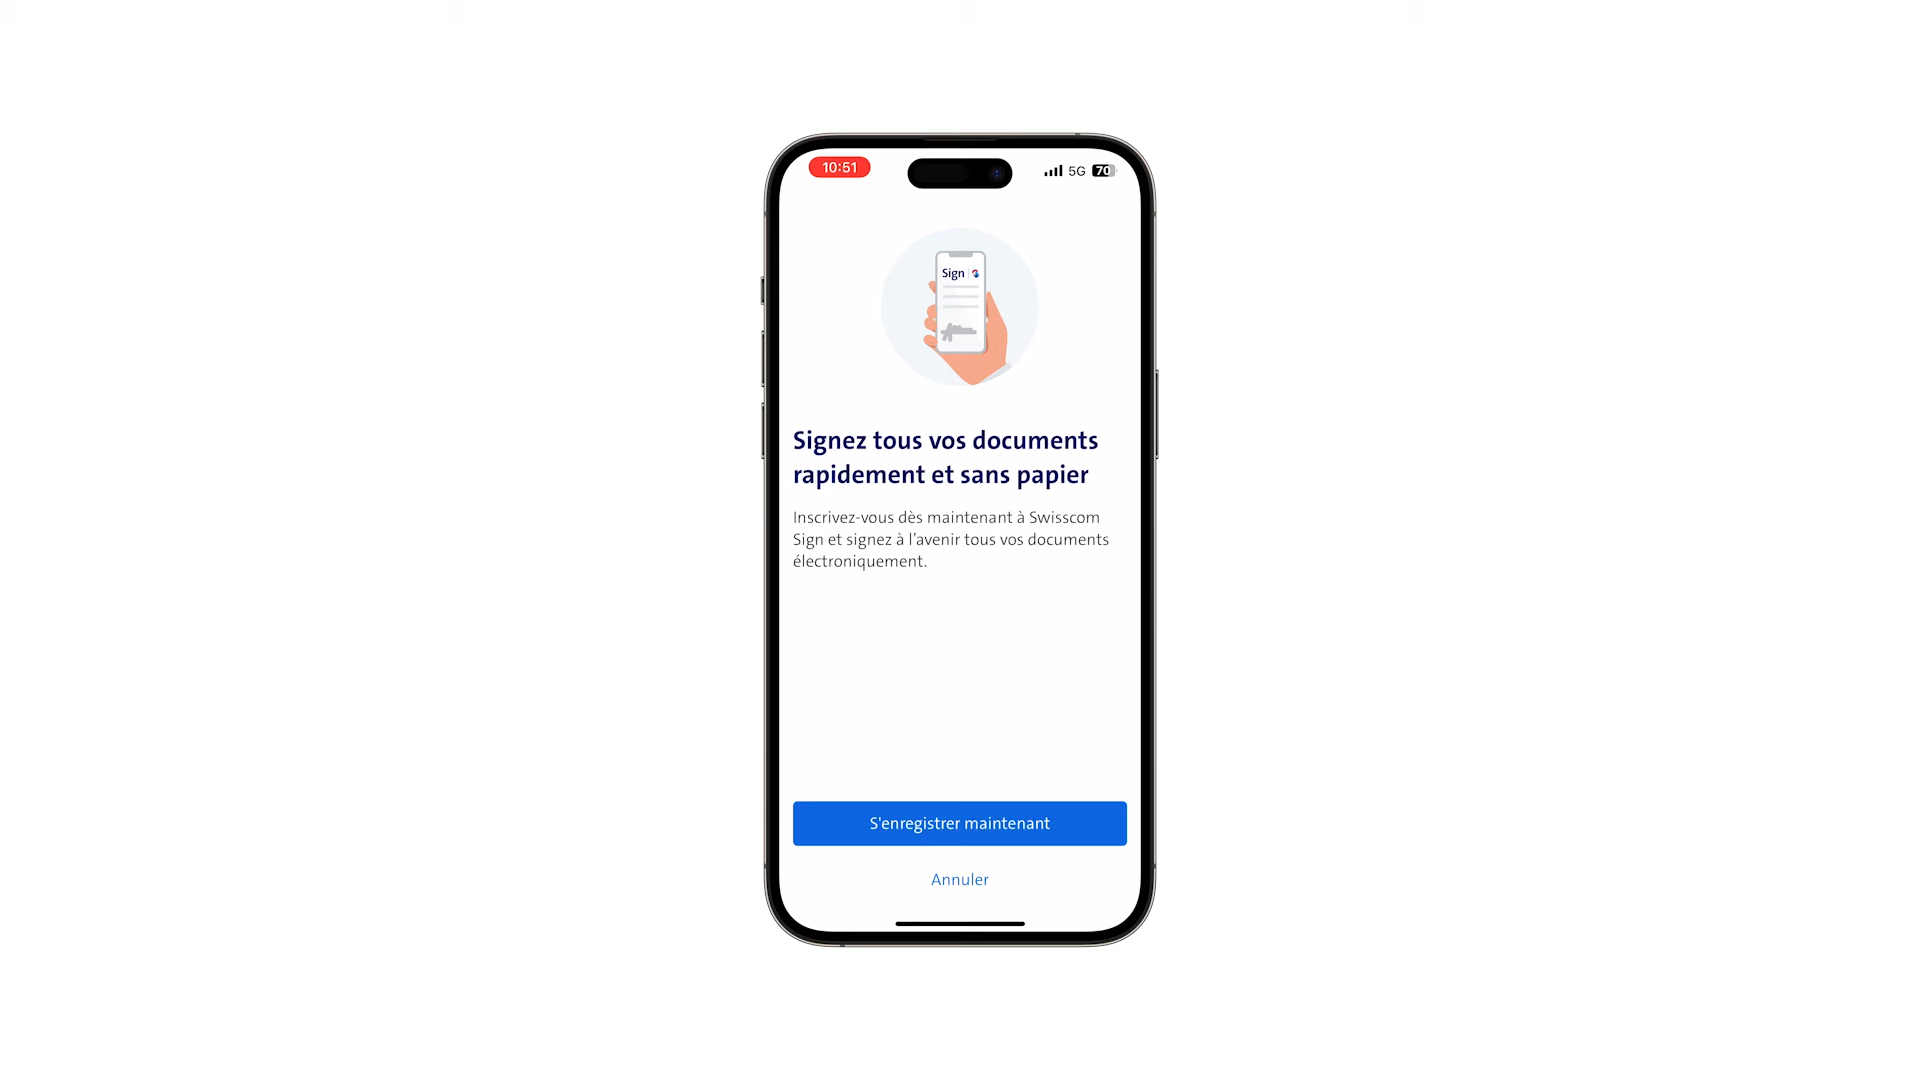 10:51
5G 70
Sign
Signez tous vos documents
rapidement et sans papier
Inscrivez-vous dès maintenant à Swisscom
Sign et signez à l’avenir tous vos documents
électroniquement.
S'enregistrer maintenant
Annuler